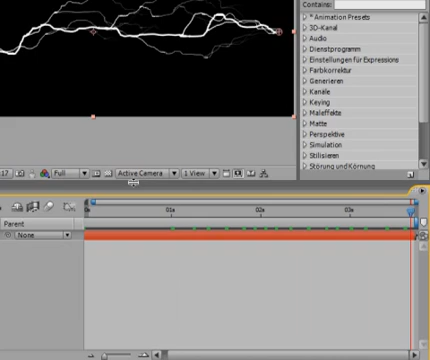 Contains:
* Animation Presets
3D-Kanal
Audio
Dienstprogramm
Einstellungen für Expressions
Farbkorrektur
Generieren
Kanäle
Keying
Maleffekte
Matte
Perspektive
Simulation
Stilisieren
Störung und Körnung
:17 Full Active Camera 1 View
01s 02s 03s
Parent
None